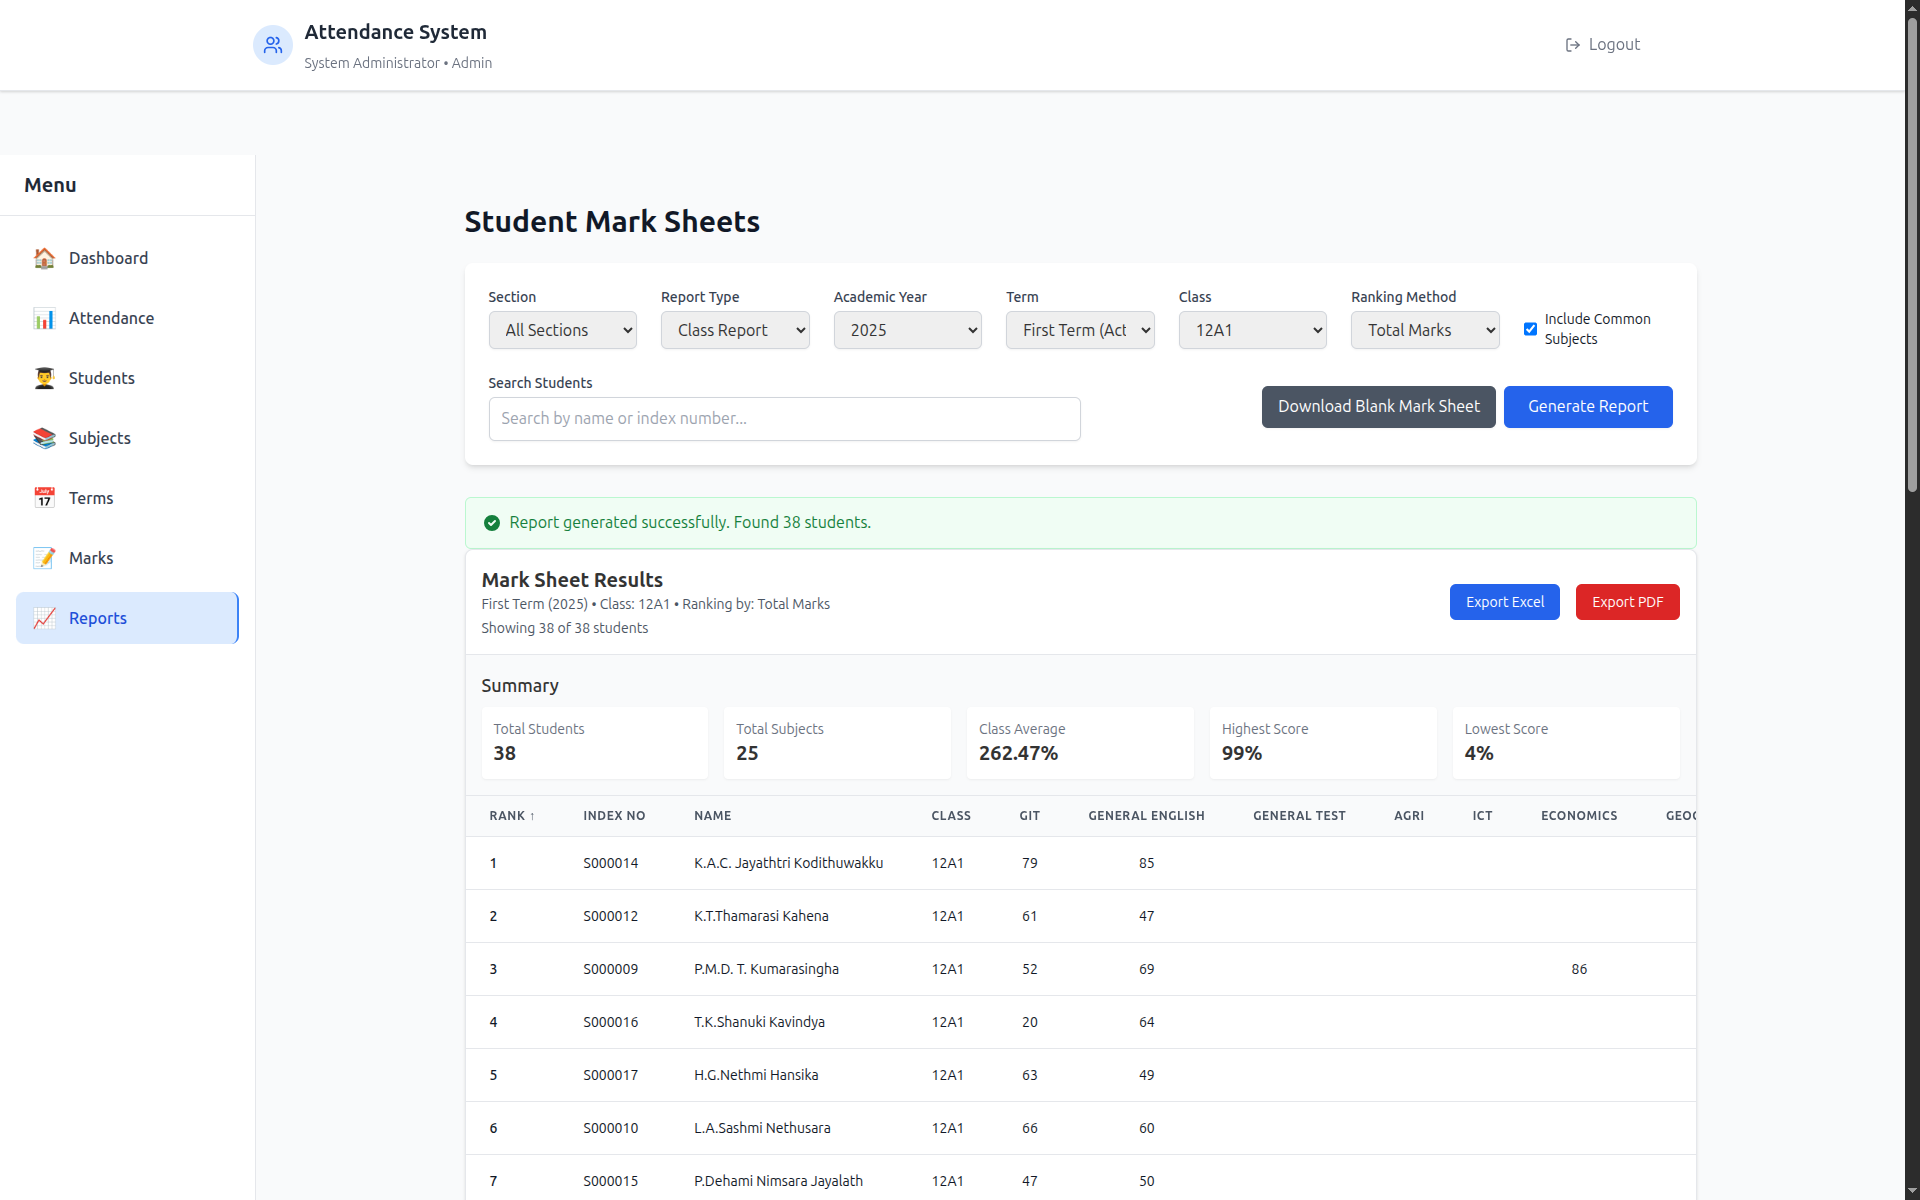 Attendance System
System Administrator • Admin
Logout
Menu
Dashboard
Attendance
Students
Subjects
Terms
Marks
Reports
Student Mark Sheets
Section
Report Type
Academic Year
Term
Class
Ranking Method
All Sections
Class Report
2025
First Term (Act
12A1
Total Marks
Include Common
Subjects
Search Students
Search by name or index number...
Download Blank Mark Sheet
Generate Report
Report generated successfully. Found 38 students.
Mark Sheet Results
First Term (2025) • Class: 12A1 • Ranking by: Total Marks
Showing 38 of 38 students
Export Excel
Export PDF
Summary
Total Students
38
Total Subjects
25
Class Average
262.47%
Highest Score
99%
Lowest Score
4%
RANK ↑ INDEX NO NAME CLASS GIT GENERAL ENGLISH GENERAL TEST AGRI ICT ECONOMICS
1 S000014 K.A.C. Jayathtri Kodithuwakku 12A1 79 85
2 S000012 K.T.Thamarasi Kahena 12A1 61 47
3 S000009 P.M.D. T. Kumarasingha 12A1 52 69 86
4 S000016 T.K.Shanuki Kavindya 12A1 20 64
5 S000017 H.G.Nethmi Hansika 12A1 63 49
6 S000010 L.A.Sashmi Nethusara 12A1 66 60
7 S000015 P.Dehami Nimsara Jayalath 12A1 47 50